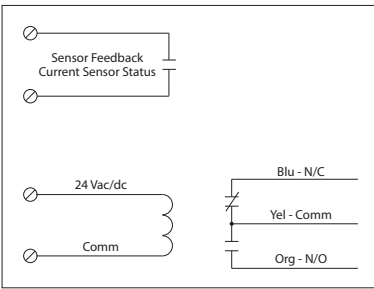 Sensor Feedback
Current Sensor Status
24 Vac/dc
Comm
Blu - N/C
Yel - Comm
Org - N/O